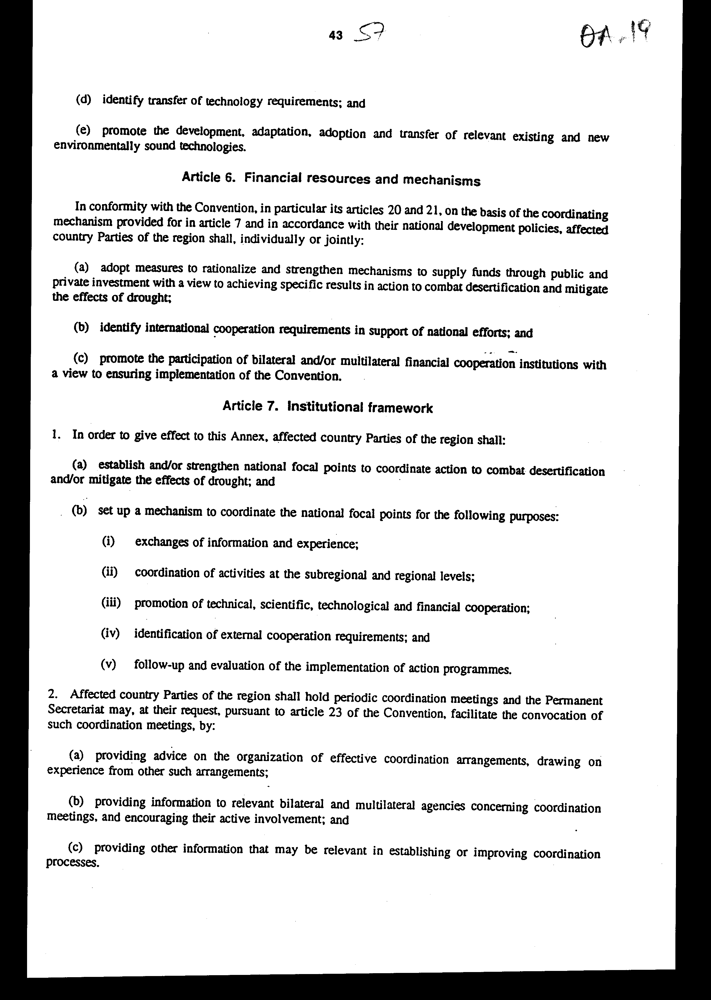 43 57
OA-19
(d) identify transfer of technology requirements; and
(e) promote the development, adaptation, adoption and transfer of relevant existing and new
environmentally sound technologies.
Article 6. Financial resources and mechanisms
In conformity with the Convention, in particular its articles 20 and 21, on the basis of the coordinating
mechanism provided for in article 7 and in accordance with their national development policies, affected
country Parties of the region shall, individually or jointly:
(a) adopt measures to rationalize and strengthen mechanisms to supply funds through public and
private investment with a view to achieving specific results in action to combat desertification and mitigate
the effects of drought;
(b) identify international cooperation requirements in support of national efforts; and
(c) promote the participation of bilateral and/or multilateral financial cooperation institutions with
a view to ensuring implementation of the Convention.
Article 7. Institutional framework
1. In order to give effect to this Annex, affected country Parties of the region shall:
(a) establish and/or strengthen national focal points to coordinate action to combat desertification
and/or mitigate the effects of drought; and
(b) set up a mechanism to coordinate the national focal points for the following purposes:
(i) exchanges of information and experience;
(ii) coordination of activities at the subregional and regional levels;
(iii) promotion of technical, scientific, technological and financial cooperation;
(iv) identification of external cooperation requirements; and
(v) follow-up and evaluation of the implementation of action programmes.
2. Affected country Parties of the region shall hold periodic coordination meetings and the Permanent
Secretariat may, at their request, pursuant to article 23 of the Convention, facilitate the convocation of
such coordination meetings, by:
(a) providing advice on the organization of effective coordination arrangements, drawing on
experience from other such arrangements;
(b) providing information to relevant bilateral and multilateral agencies concerning coordination
meetings, and encouraging their active involvement; and
(c) providing other information that may be relevant in establishing or improving coordination
processes.